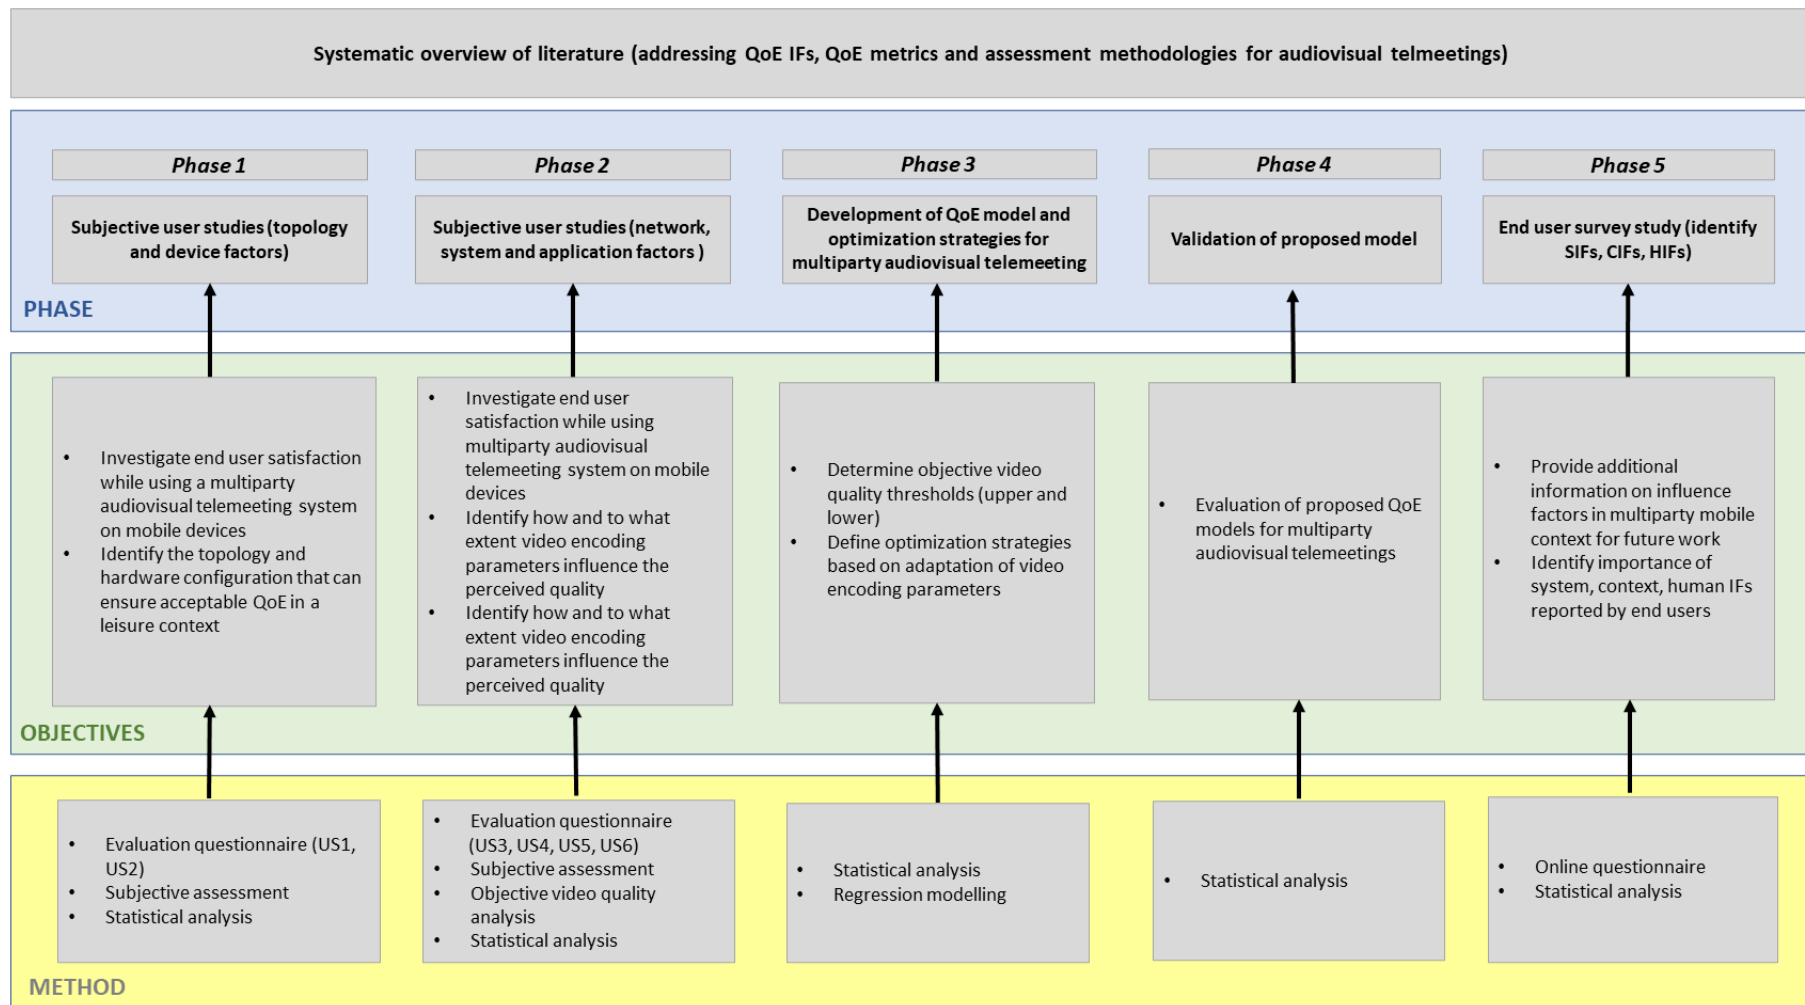 Systematic overview of literature (addressing QoE IFs, QoE metrics and assessment methodologies for audiovisual telmeetings)
Phase 1
Phase 2
Phase 3
Phase 4
Phase 5
Subjective user studies (topology
and device factors)
Subjective user studies (network,
system and application factors )
Development of QoE model and
optimization strategies for
multiparty audiovisual telemeeting
Validation of proposed model
End user survey study (identify
SIFs, CIFs, HIFs)
PHASE
• Investigate end user satisfaction
while using a multiparty
audiovisual telemeeting system
on mobile devices
• Identify the topology and
hardware configuration that can
ensure acceptable QoE in a
leisure context
• Investigate end user
satisfaction while using
multiparty audiovisual
telemeeting system on mobile
devices
• Identify how and to what
extent video encoding
parameters influence the
perceived quality
• Identify how and to what
extent video encoding
parameters influence the
perceived quality
• Determine objective video
quality thresholds (upper and
lower)
• Define optimization strategies
based on adaptation of video
encoding parameters
• Evaluation of proposed QoE
models for multiparty
audiovisual telemeetings
• Provide additional
information on influence
factors in multiparty mobile
context for future work
• Identify importance of
system, context, human IFs
reported by end users
OBJECTIVES
• Evaluation questionnaire (US1,
US2)
• Subjective assessment
• Statistical analysis
• Evaluation questionnaire
(US3, US4, US5, US6)
• Subjective assessment
• Objective video quality
analysis
• Statistical analysis
• Statistical analysis
• Regression modelling
• Statistical analysis
• Online questionnaire
• Statistical analysis
METHOD